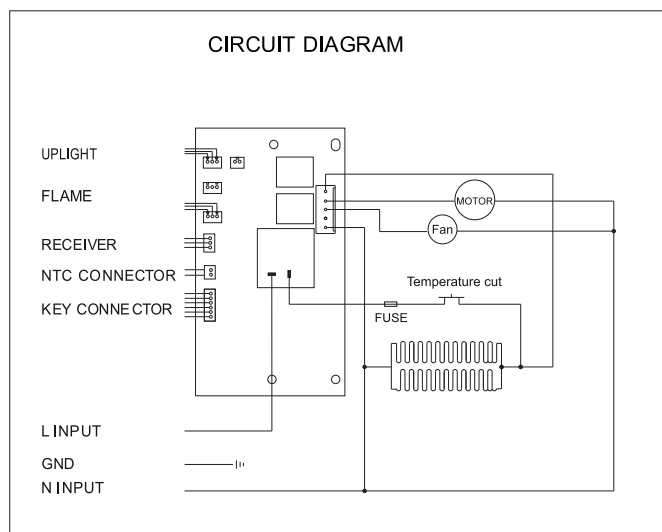 CIRCUIT DIAGRAM
UPLIGHT
FLAME
MOTOR
Fan
RECEIVER
NTC CONNECTOR
Temperature cut
KEY CONNECTOR
FUSE
L INPUT
GND
N INPUT